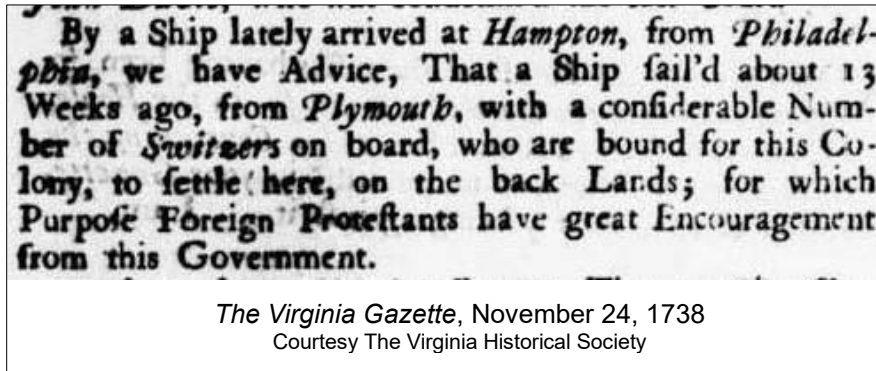 By a Ship lately arrived at Hampton, from Philadel-
phia, we have Advice, That a Ship ſail'd about 13
Weeks ago, from Plymouth, with a conſiderable Num-
ber of Switzers on board, who are bound for this Co-
lony, to ſettle here, on the back Lands; for which
Purpoſe Foreign Proteſtants have great Encouragement
from this Government.
The Virginia Gazette, November 24, 1738
Courtesy The Virginia Historical Society